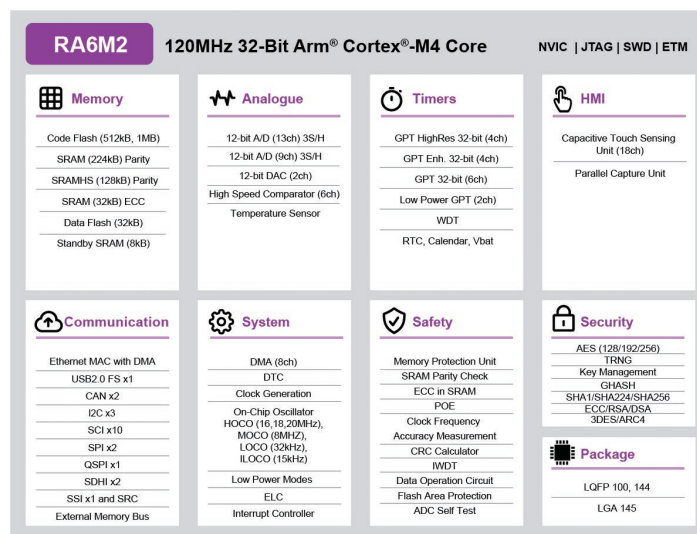 RA6M2
120MHz 32-Bit Arm® Cortex®-M4 Core
NVIC | JTAG | SWD | ETM
Memory
Code Flash (512kB, 1MB)
SRAM (224kB) Parity
SRAMHS (128kB) Parity
SRAM (32kB) ECC
Data Flash (32kB)
Standby SRAM (8kB)
Analogue
12-bit A/D (13ch) 3S/H
12-bit A/D (9ch) 3S/H
12-bit DAC (2ch)
High Speed Comparator (6ch)
Temperature Sensor
Timers
GPT HighRes 32-bit (4ch)
GPT Enh. 32-bit (4ch)
GPT 32-bit (6ch)
Low Power GPT (2ch)
WDT
RTC, Calendar, Vbat
HMI
Capacitive Touch Sensing
Unit (18ch)
Parallel Capture Unit
Communication
Ethernet MAC with DMA
USB2.0 FS x1
CAN x2
I2C x3
SCI x10
SPI x2
QSPI x1
SDHI x2
SSI x1 and SRC
External Memory Bus
System
DMA (8ch)
DTC
Clock Generation
On-Chip Oscillator
HOCO (16,18,20MHz),
MOCO (8MHZ),
LOCO (32kHz),
ILOCO (15kHz)
Low Power Modes
ELC
Interrupt Controller
Safety
Memory Protection Unit
SRAM Parity Check
ECC in SRAM
POE
Clock Frequency
Accuracy Measurement
CRC Calculator
IWDT
Data Operation Circuit
Flash Area Protection
ADC Self Test
Security
AES (128/192/256)
TRNG
Key Management
GHASH
SHA1/SHA224/SHA256
ECC/RSA/DSA
3DES/ARC4
Package
LQFP 100, 144
LGA 145